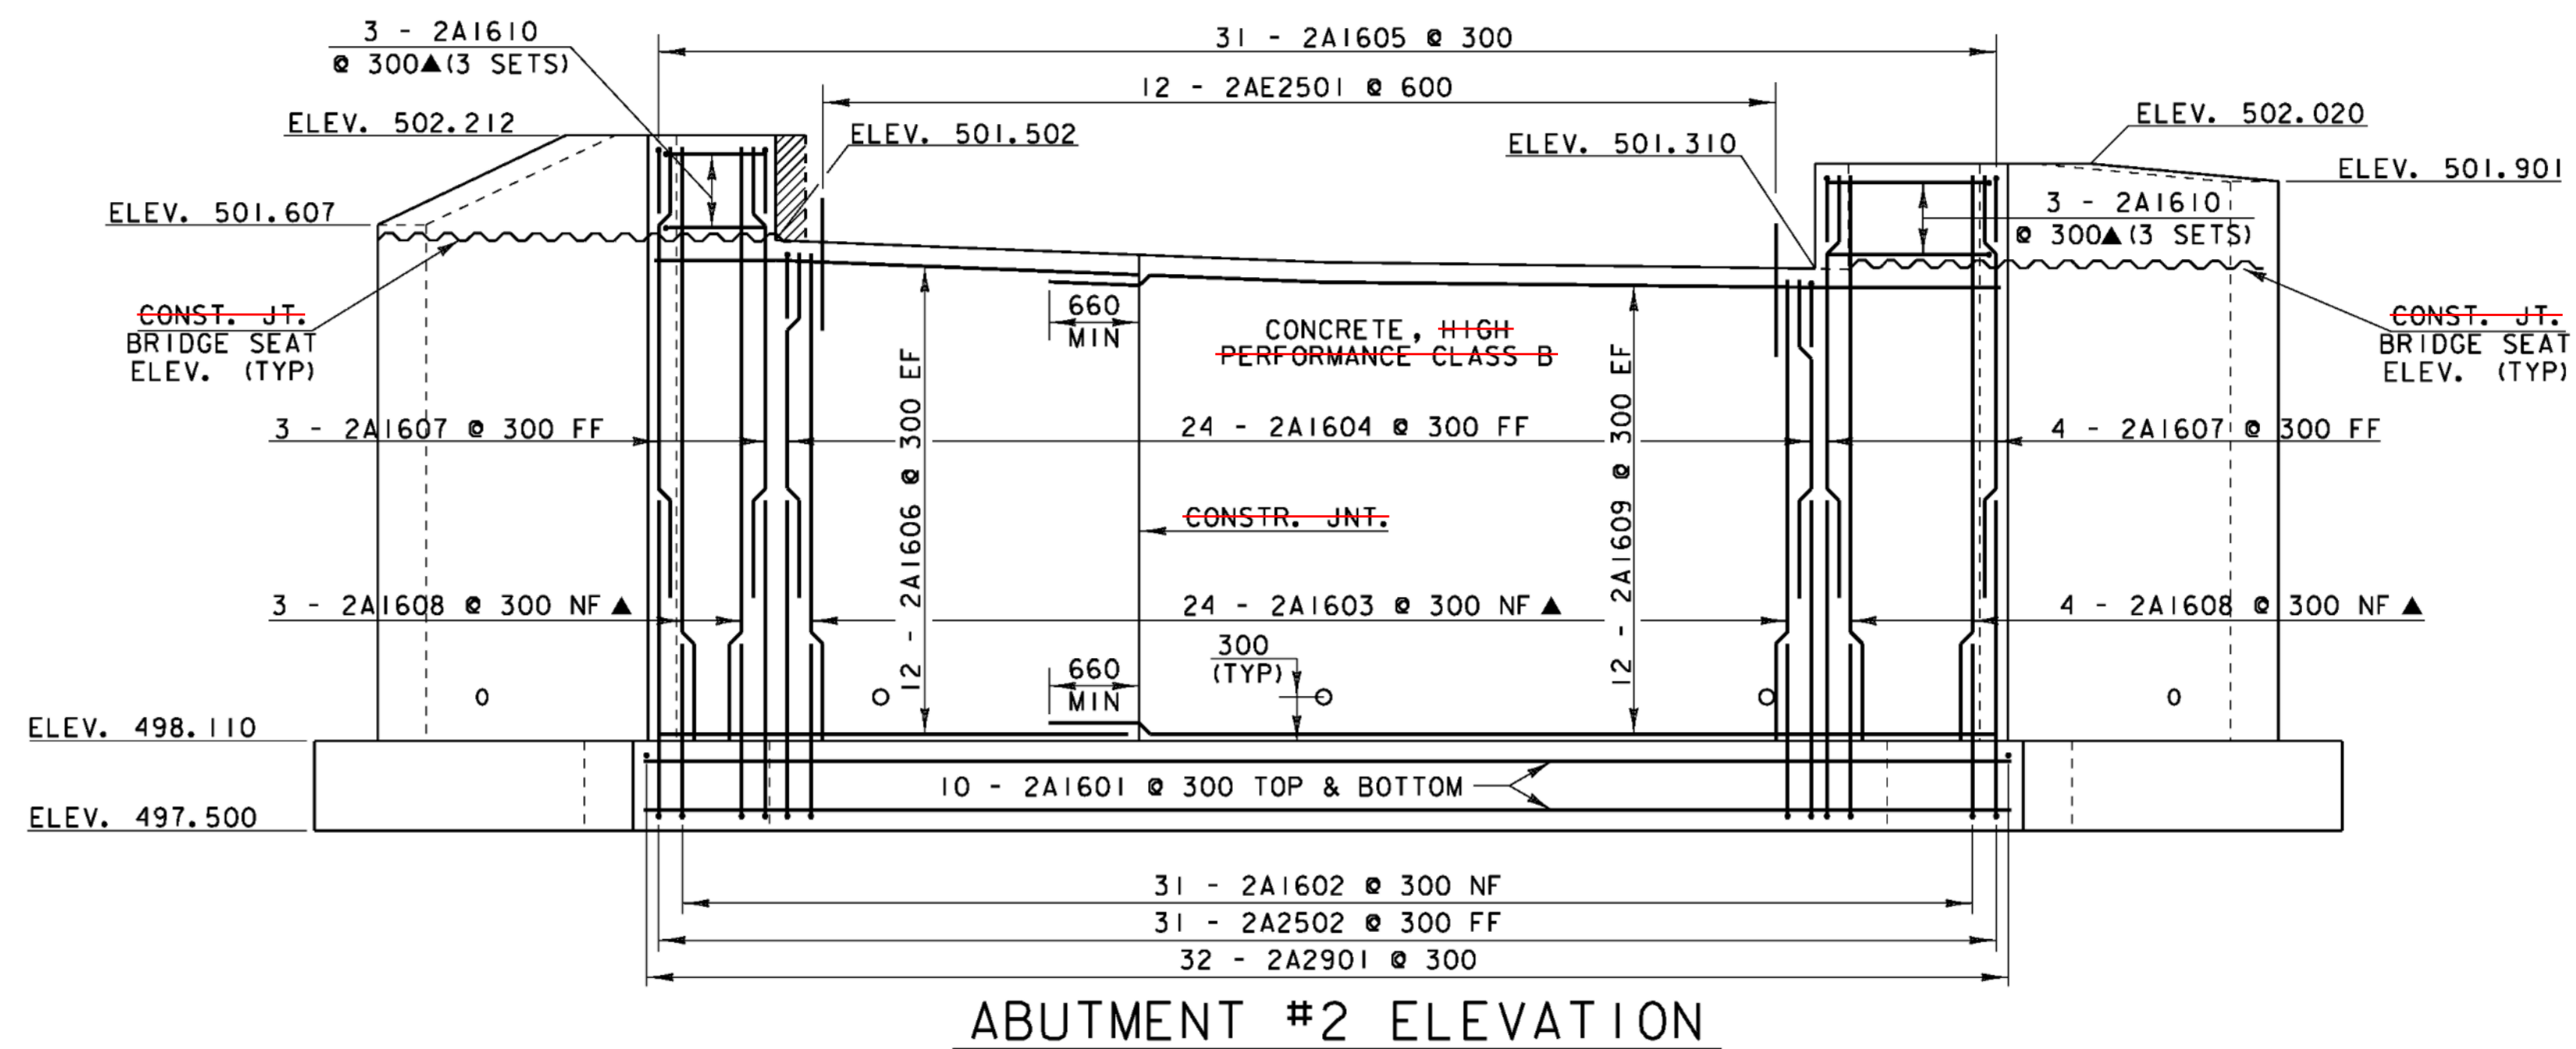 3 - 2A1610
@ 300▲(3 SETS)
31 - 2A1605 @ 300
12 - 2AE2501 @ 600
ELEV. 502.212
ELEV. 501.502
ELEV. 501.310
ELEV. 502.020
ELEV. 501.901
ELEV. 501.607
3 - 2A1610
@ 300▲(3 SETS)
CONST. JT.
BRIDGE SEAT
ELEV. (TYP)
660
MIN
CONCRETE, HIGH
PERFORMANCE CLASS B
CONST. JT.
BRIDGE SEAT
ELEV. (TYP)
3 - 2A1607 @ 300 FF
12 - 2A1606 @ 300 EF
24 - 2A1604 @ 300 FF
12 - 2A1609 @ 300 EF
4 - 2A1607 @ 300 FF
CONSTR. JNT.
3 - 2A1608 @ 300 NF ▲
24 - 2A1603 @ 300 NF ▲
4 - 2A1608 @ 300 NF ▲
300
(TYP)
660
MIN
ELEV. 498.110
10 - 2A1601 @ 300 TOP & BOTTOM
ELEV. 497.500
31 - 2A1602 @ 300 NF
31 - 2A2502 @ 300 FF
32 - 2A2901 @ 300
ABUTMENT #2 ELEVATION